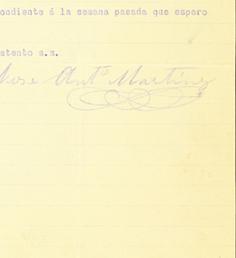 ondiente á la semana pasada que espero
atento s.s.
Jose Antº Martinez